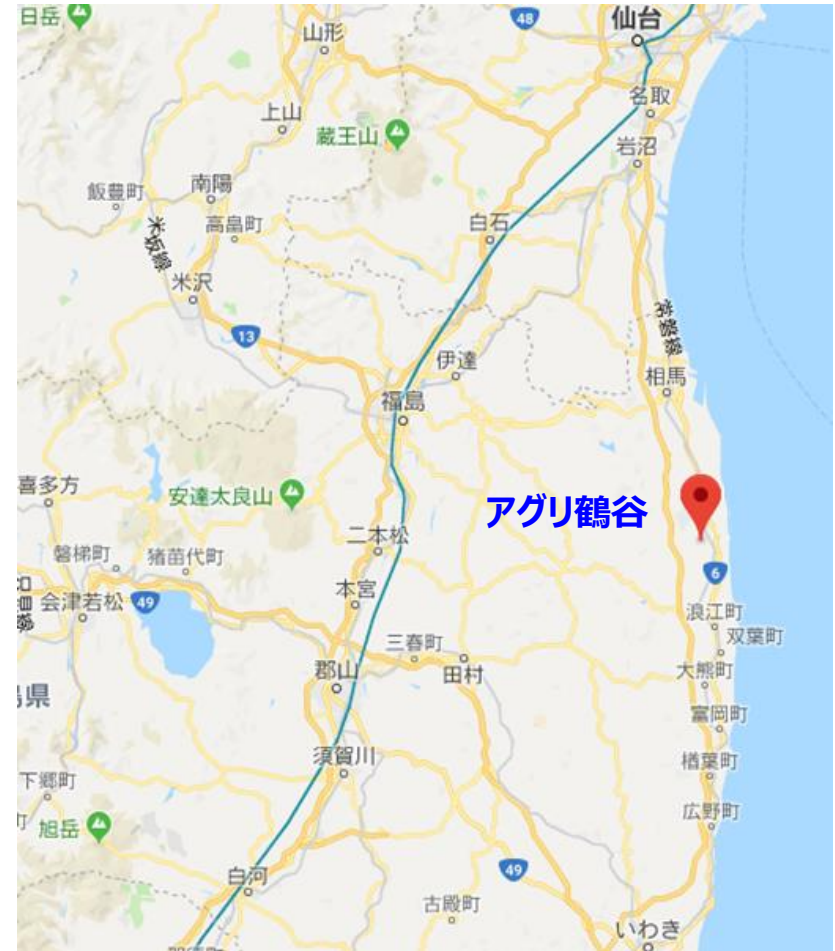 日岳
48
仙台
山形
名取
上山
蔵王山
岩沼
飯豊町
南陽
高畠町
白石
米坂線
米沢
常磐線
13
伊達
相馬
福島
喜多方
安達太良山
アグリ鶴谷
二本松
磐梯町
猪苗代町
6
会津若松
49
本宮
浪江町
双葉町
三春町
大熊町
郡山
田村
県
富岡町
須賀川
楢葉町
下郷町
広野町
旭岳
49
白河
古殿町
いわき